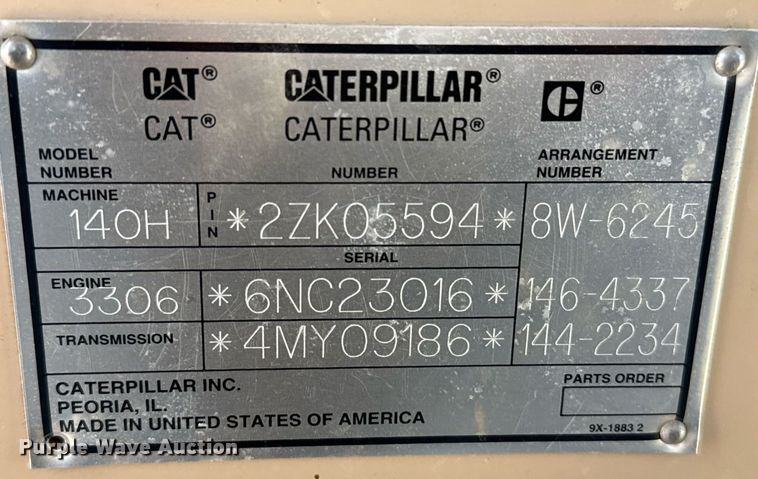 CAT® CATERPILLAR® ®
CAT® CATERPILLAR®
MODEL NUMBER NUMBER ARRANGEMENT NUMBER
MACHINE 140H PIN *2ZK05594* 8W-6245
SERIAL
ENGINE 3306 *6NC23016* 146-4337
TRANSMISSION *4MY09186* 144-2234
CATERPILLAR INC. PARTS ORDER
PEORIA, IL.
MADE IN UNITED STATES OF AMERICA 9X-1883 2
Purple Wave Auction